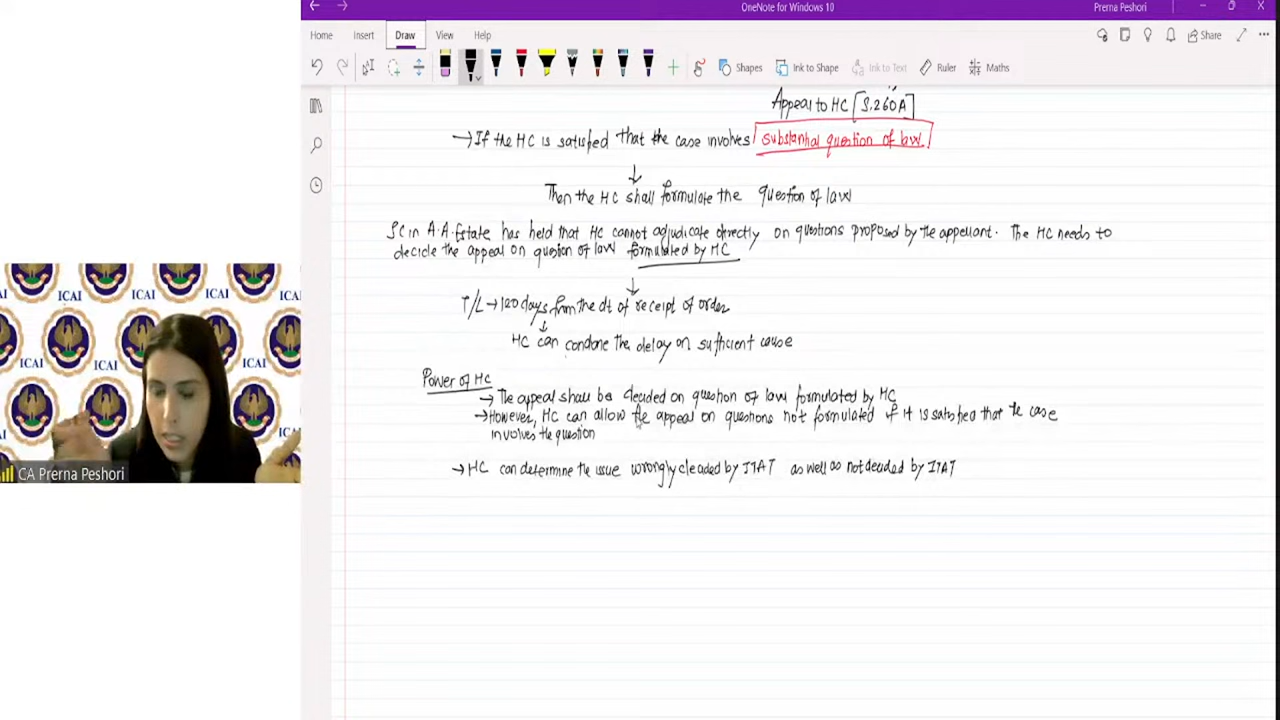 OneNote for Windows 10
Prerna Peshori
Home Insert Draw View Help
Share
Shapes Ink to Shape Ink to Text Ruler Maths
Appeal to HC [S.260A]
→ If the HC is satisfied that the case involves substantial question of law.
Then the HC shall formulate the question of law
SC in A.A. Estate has held that HC cannot adjudicate directly on questions proposed by the appellant. The HC needs to
decide the appeal on question of law formulated by HC
T/L → 120 days from the dt of receipt of order
HC can condone the delay on sufficient cause
Power of HC
→ The appeal shall be decided on question of law formulated by HC
→ However, HC can allow the appeal on questions not formulated if it is satisfied that the case
involves the question
→ HC can determine the issue wrongly decided by ITAT as well as not decided by ITAT
ICAI
ICAI
ICAI
ICAI
CA Prerna Peshori